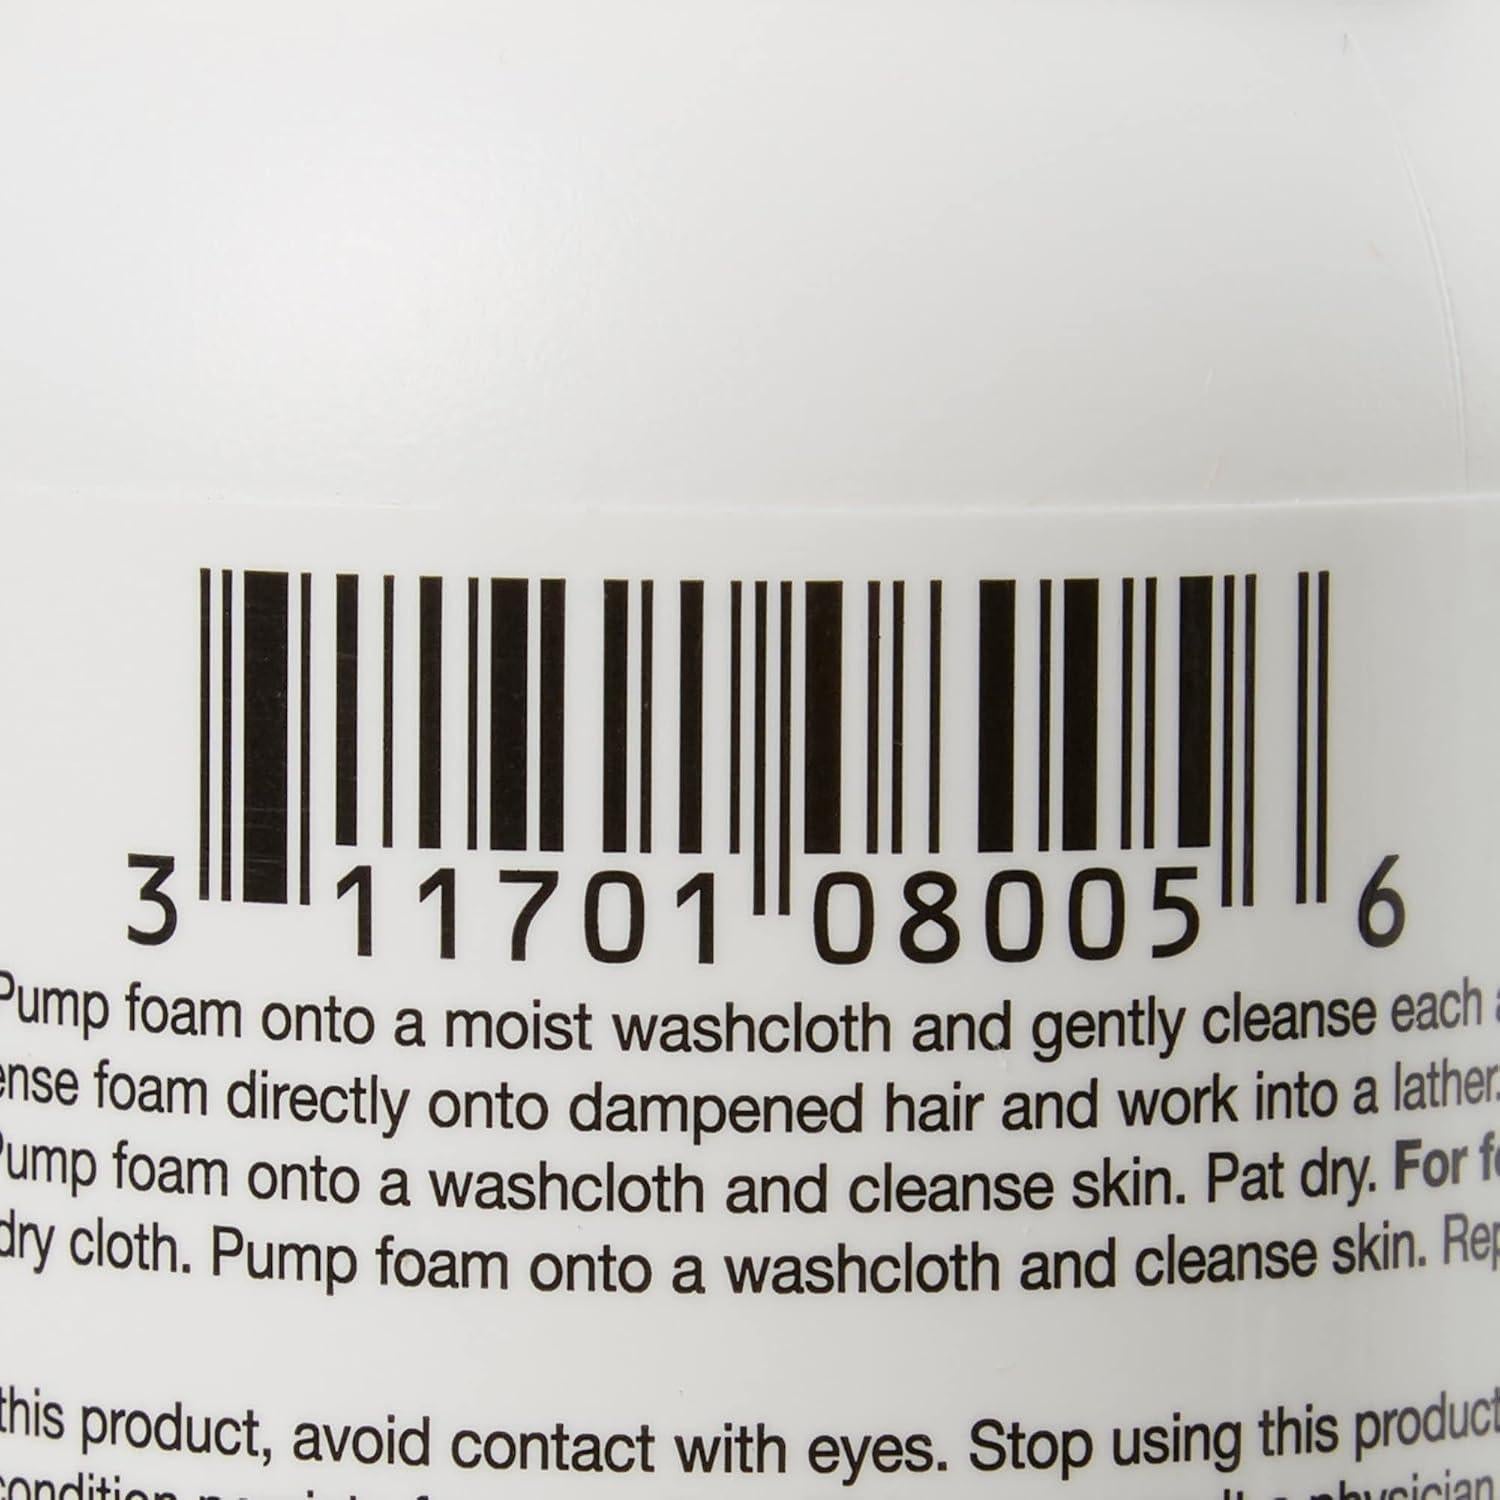 3 11701 08005 6
Pump foam onto a moist washcloth and gently cleanse each
foam directly onto dampened hair and work into a lather.
Pump foam onto a washcloth and cleanse skin. Pat dry. For
dry cloth. Pump foam onto a washcloth and cleanse skin.
this product, avoid contact with eyes. Stop using this product
physician